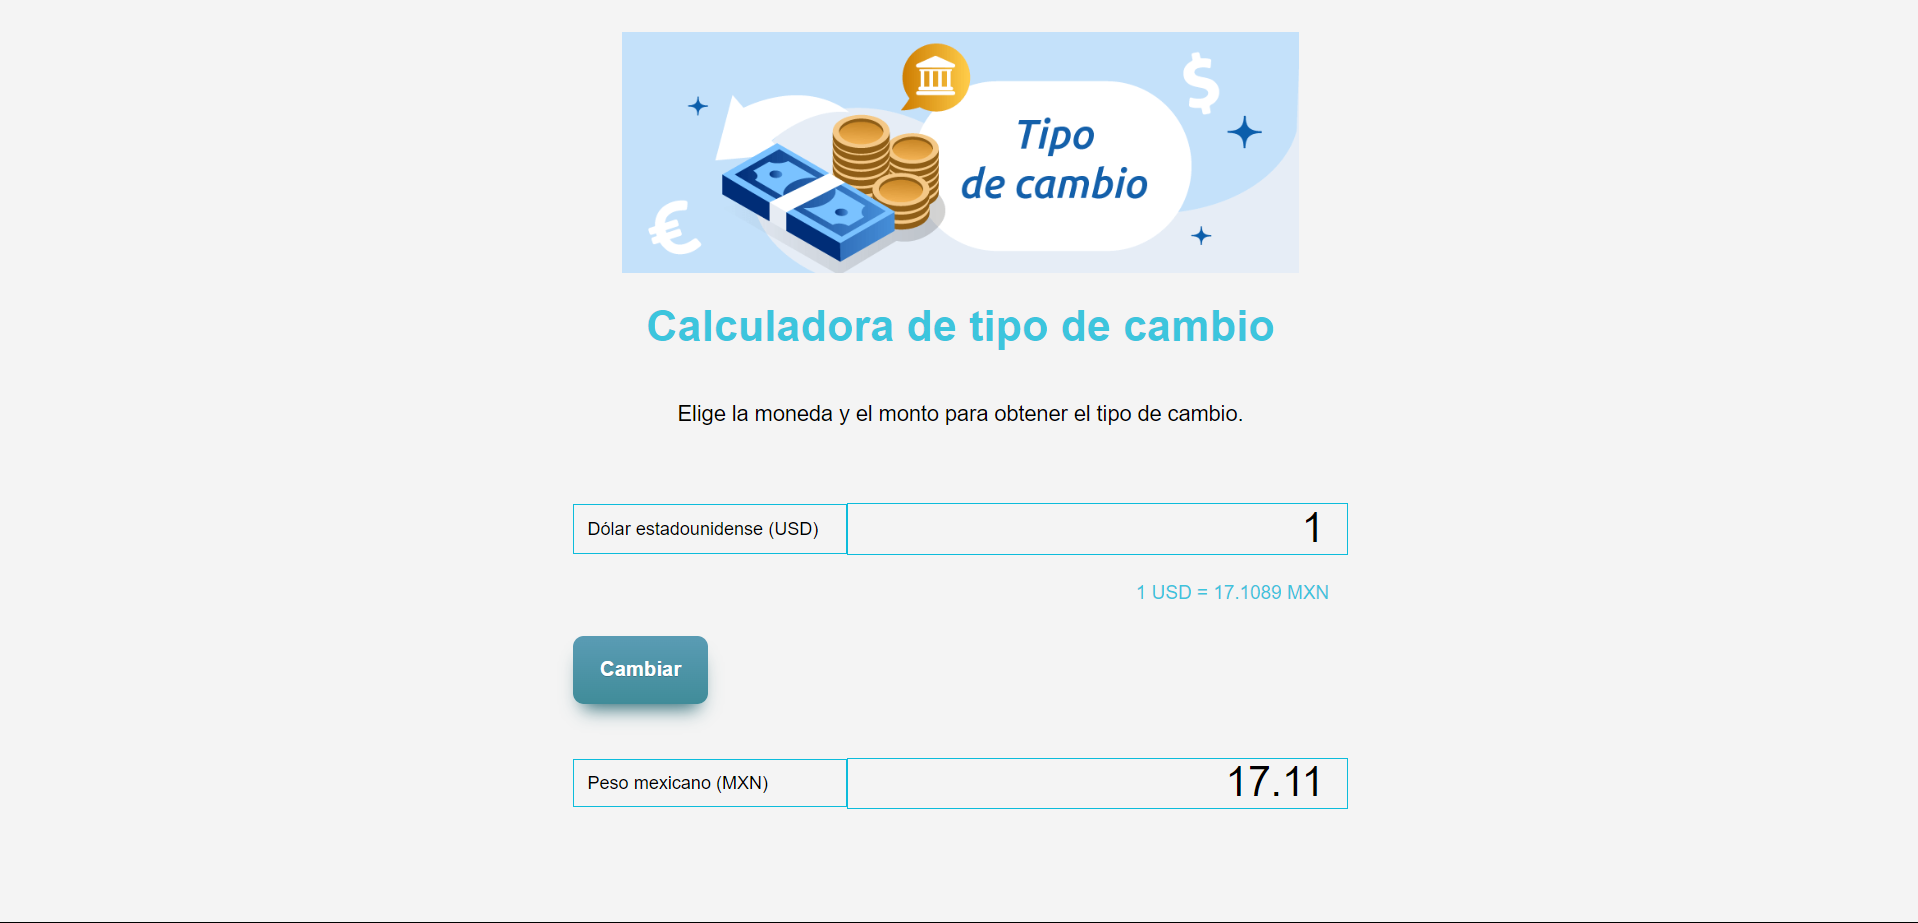 Tipo
de cambio
Calculadora de tipo de cambio
Elige la moneda y el monto para obtener el tipo de cambio.
Dólar estadounidense (USD) 1
1 USD = 17.1089 MXN
Cambiar
Peso mexicano (MXN) 17.11